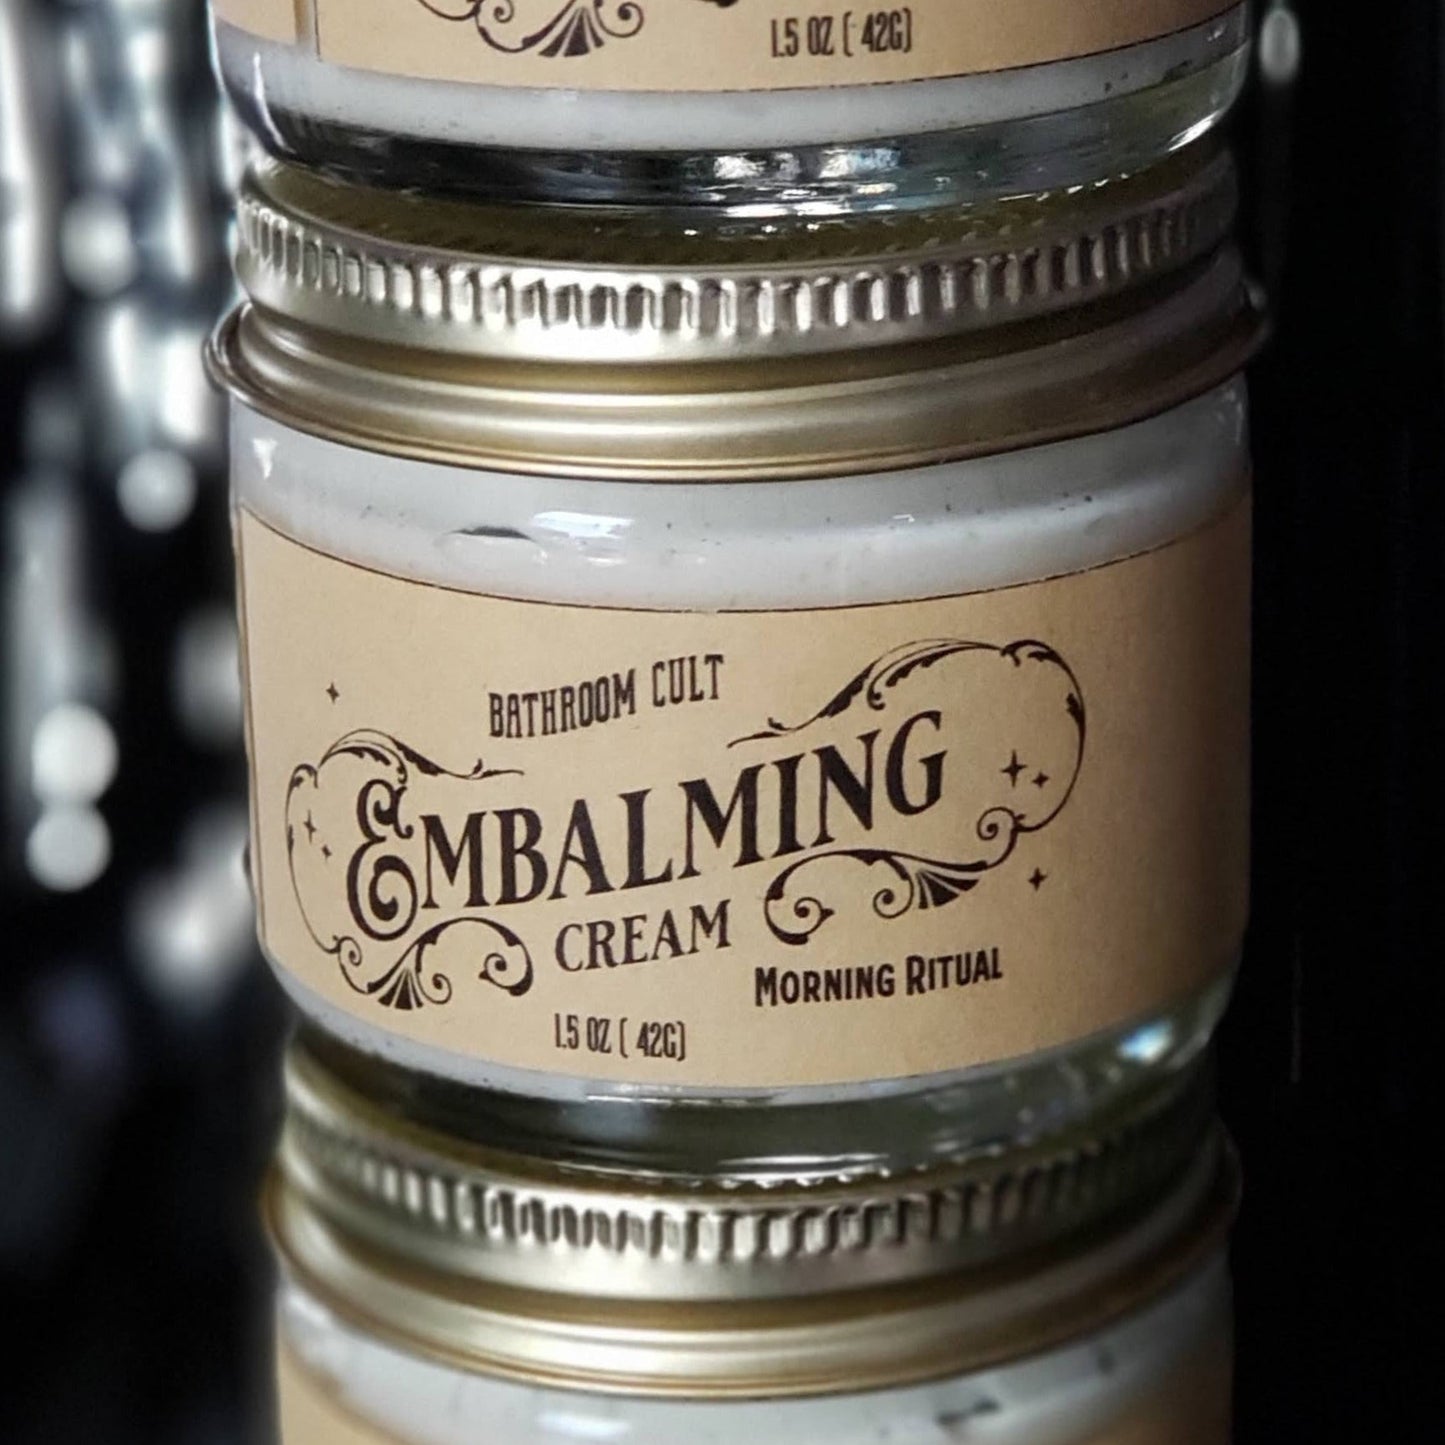 1.5 OZ ( 42G)
BATHROOM CULT
EMBALMING
CREAM
MORNING RITUAL
1.5 OZ ( 42G)